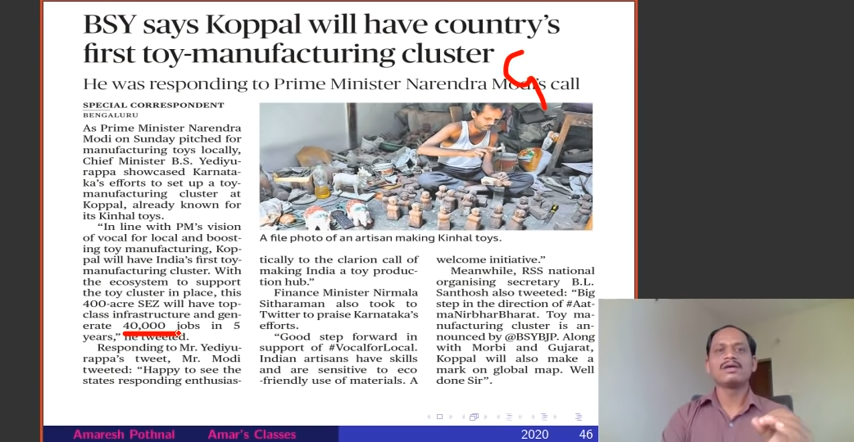 BSY says Koppal will have country's
first toy-manufacturing cluster
He was responding to Prime Minister Narendra Modi's call
SPECIAL CORRESPONDENT
BENGALURU
As Prime Minister Narendra
Modi on Sunday pitched for
manufacturing toys locally,
Chief Minister B.S. Yediyu-
rappa showcased Karnata-
ka's efforts to set up a toy-
manufacturing cluster at
Koppal, already known for
its Kinhal toys.
"In line with PM's vision
of vocal for local and boost-
ing toy manufacturing, Kop-
pal will have India's first toy-
manufacturing cluster. With
the ecosystem to support
the toy cluster in place, this
400-acre SEZ will have top-
class infrastructure and gen-
erate 40,000 jobs in 5
years," he tweeted.
Responding to Mr. Yediyu-
rappa's tweet, Mr. Modi
tweeted: "Happy to see the
states responding enthusias-
A file photo of an artisan making Kinhal toys.
tically to the clarion call of
making India a toy produc-
tion hub."
Finance Minister Nirmala
Sitharaman also took to
Twitter to praise Karnataka's
efforts.
"Good step forward in
support of #VocalforLocal.
Indian artisans have skills
and are sensitive to eco
-friendly use of materials. A
welcome initiative."
Meanwhile, RSS national
organising secretary B.L.
Santhosh also tweeted: "Big
step in the direction of #Aat-
maNirbharBharat. Toy ma-
nufacturing cluster is an-
nounced by @BSYBJP. Along
with Morbi and Gujarat,
Koppal will also make a
mark on global map. Well
done Sir".
Amaresh Pothnal Amar's Classes 2020 46